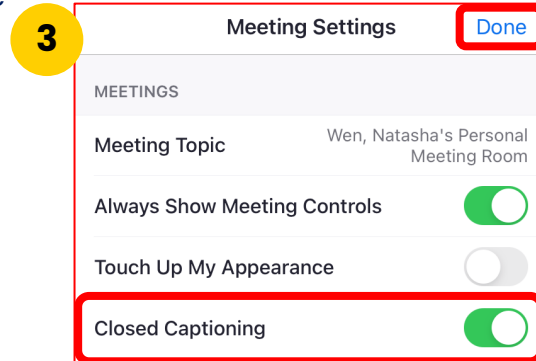 3
Meeting Settings Done
MEETINGS
Meeting Topic Wen, Natasha's Personal
Meeting Room
Always Show Meeting Controls
Touch Up My Appearance
Closed Captioning